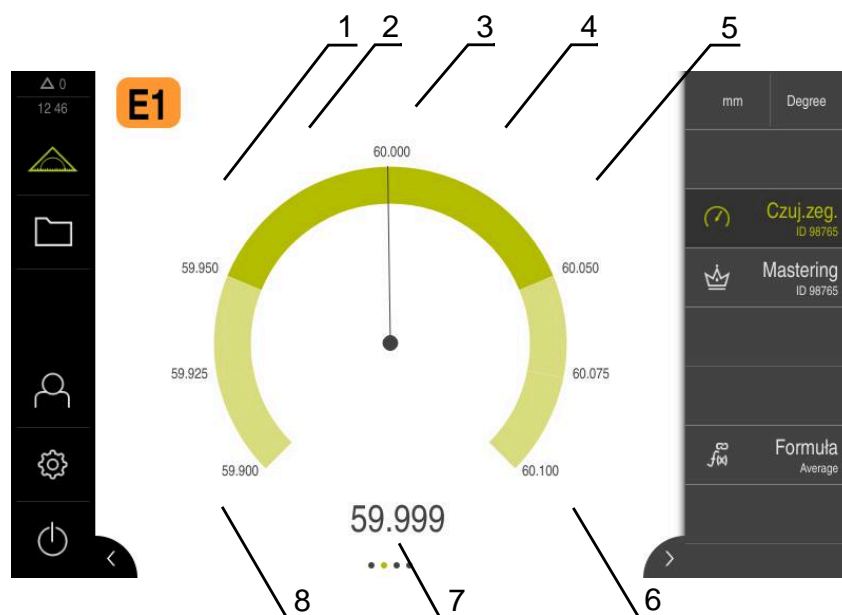 1 2 3 4 5
△ 0
12 46
E1
mm Degree
60.000
Czuj.zeg.
ID 98765
59.950 60.050
Mastering
ID 98765
59.925 60.075
f(x) Formuła
Average
59.900 60.100
59.999
8 7 6